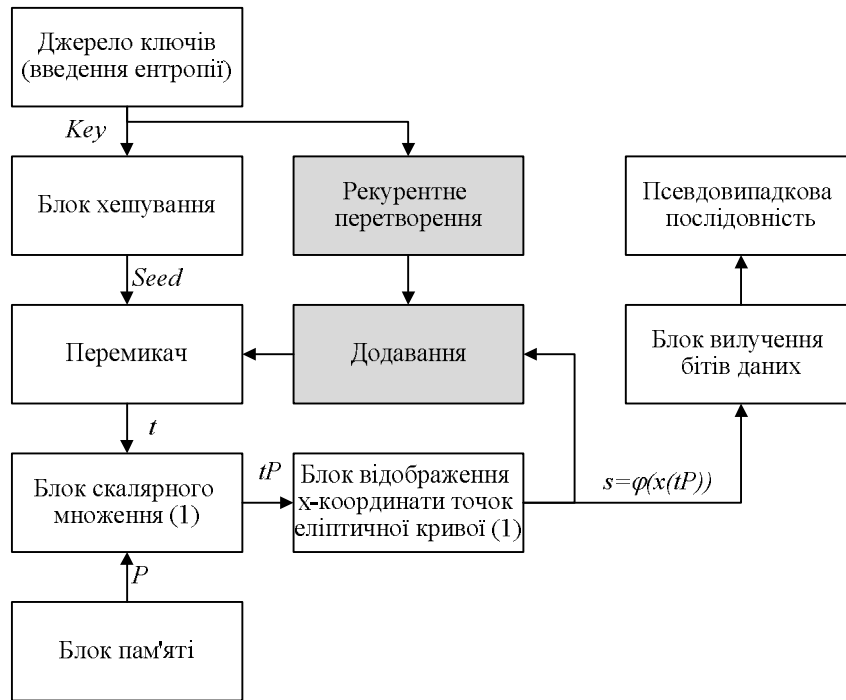 Джерело ключів
(введення ентропії)
Key
Блок хешування
Рекурентне
перетворення
Псевдовипадкова
послідовність
Seed
Перемикач
Додавання
Блок вилучення
бітів даних
t
Блок скалярного
множення (1)
tP
Блок відображення
x-координати точок
еліптичної кривої (1)
s=φ(x(tP))
P
Блок пам'яті